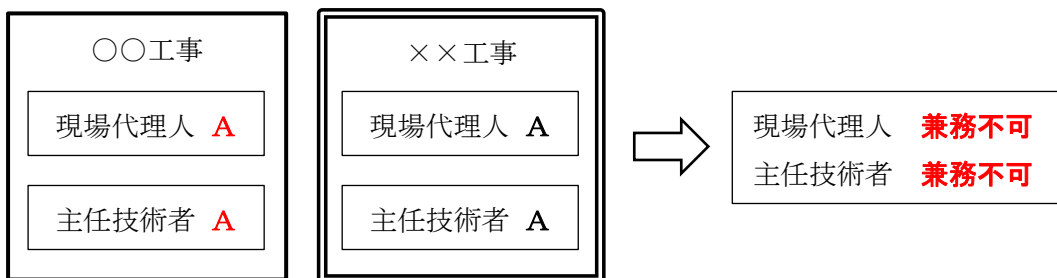 ○○工事
現場代理人 A
主任技術者 A
××工事
現場代理人 A
主任技術者 A
現場代理人 兼務不可
主任技術者 兼務不可